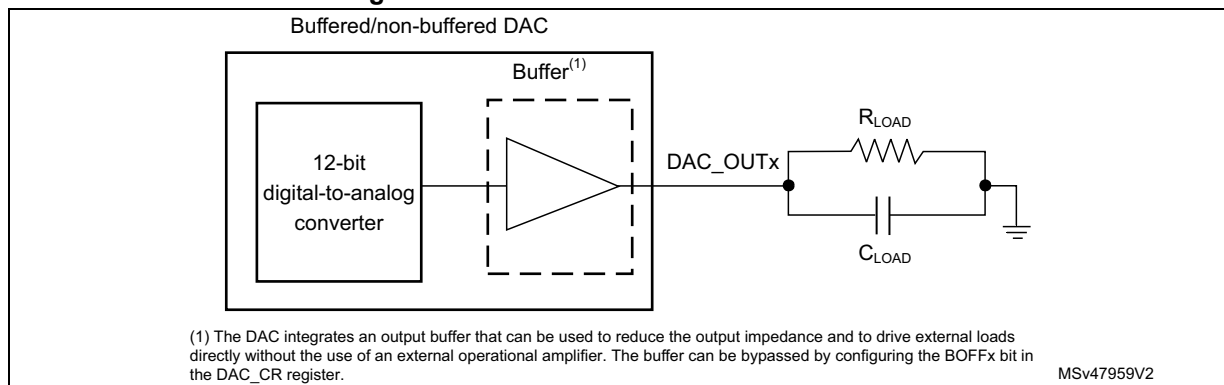 Buffered/non-buffered DAC
Buffer(1)
12-bit
digital-to-analog
converter
DAC_OUTx
RLOAD
CLOAD
(1) The DAC integrates an output buffer that can be used to reduce the output impedance and to drive external loads
directly without the use of an external operational amplifier. The buffer can be bypassed by configuring the BOFFx bit in
the DAC_CR register.
MSv47959V2